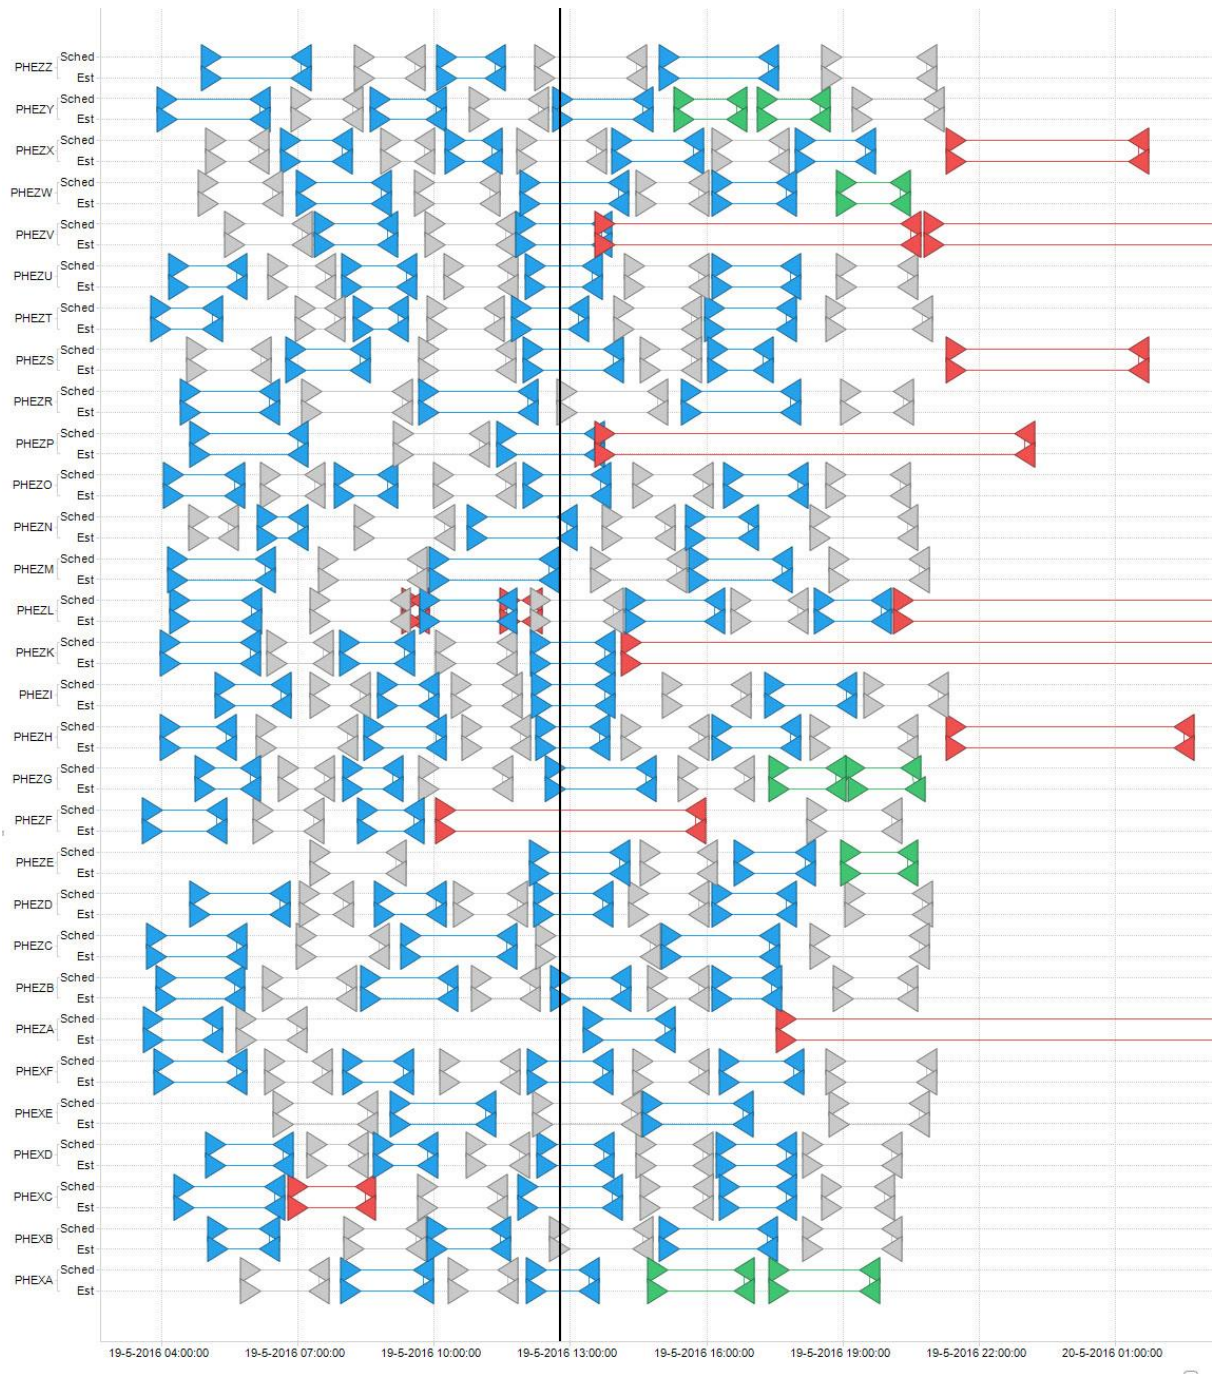 PHEZZ Sched
Est
PHEZY Sched
Est
PHEZX Sched
Est
PHEZW Sched
Est
PHEZV Sched
Est
PHEZU Sched
Est
PHEZT Sched
Est
PHEZS Sched
Est
PHEZR Sched
Est
PHEZP Sched
Est
PHEZO Sched
Est
PHEZN Sched
Est
PHEZM Sched
Est
PHEZL Sched
Est
PHEZK Sched
Est
PHEZI Sched
Est
PHEZH Sched
Est
PHEZG Sched
Est
PHEZF Sched
Est
PHEZE Sched
Est
PHEZD Sched
Est
PHEZC Sched
Est
PHEZB Sched
Est
PHEZA Sched
Est
PHEXF Sched
Est
PHEXE Sched
Est
PHEXD Sched
Est
PHEXC Sched
Est
PHEXB Sched
Est
PHEXA Sched
Est
19-5-2016 04:00:00 19-5-2016 07:00:00 19-5-2016 10:00:00 19-5-2016 13:00:00 19-5-2016 16:00:00 19-5-2016 19:00:00 19-5-2016 22:00:00 20-5-2016 01:00:00